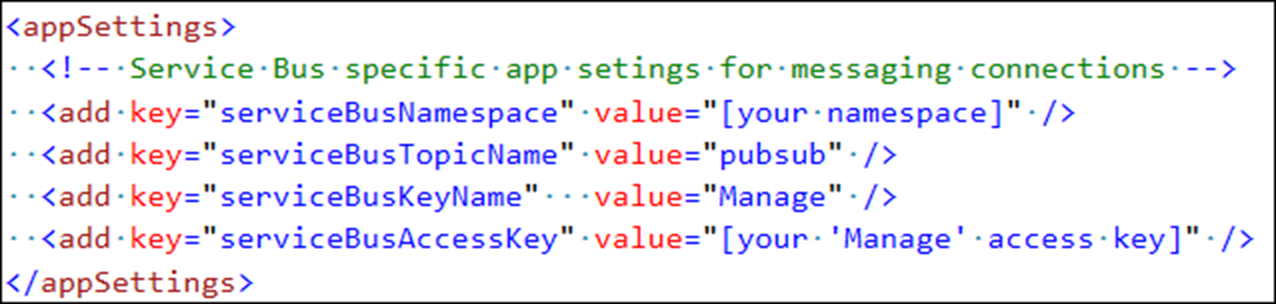 <appSettings>
  <!-- Service Bus specific app setings for messaging connections -->
  <add key="serviceBusNamespace" value="[your namespace]" />
  <add key="serviceBusTopicName" value="pubsub" />
  <add key="serviceBusKeyName"   value="Manage" />
  <add key="serviceBusAccessKey" value="[your 'Manage' access key]" />
</appSettings>